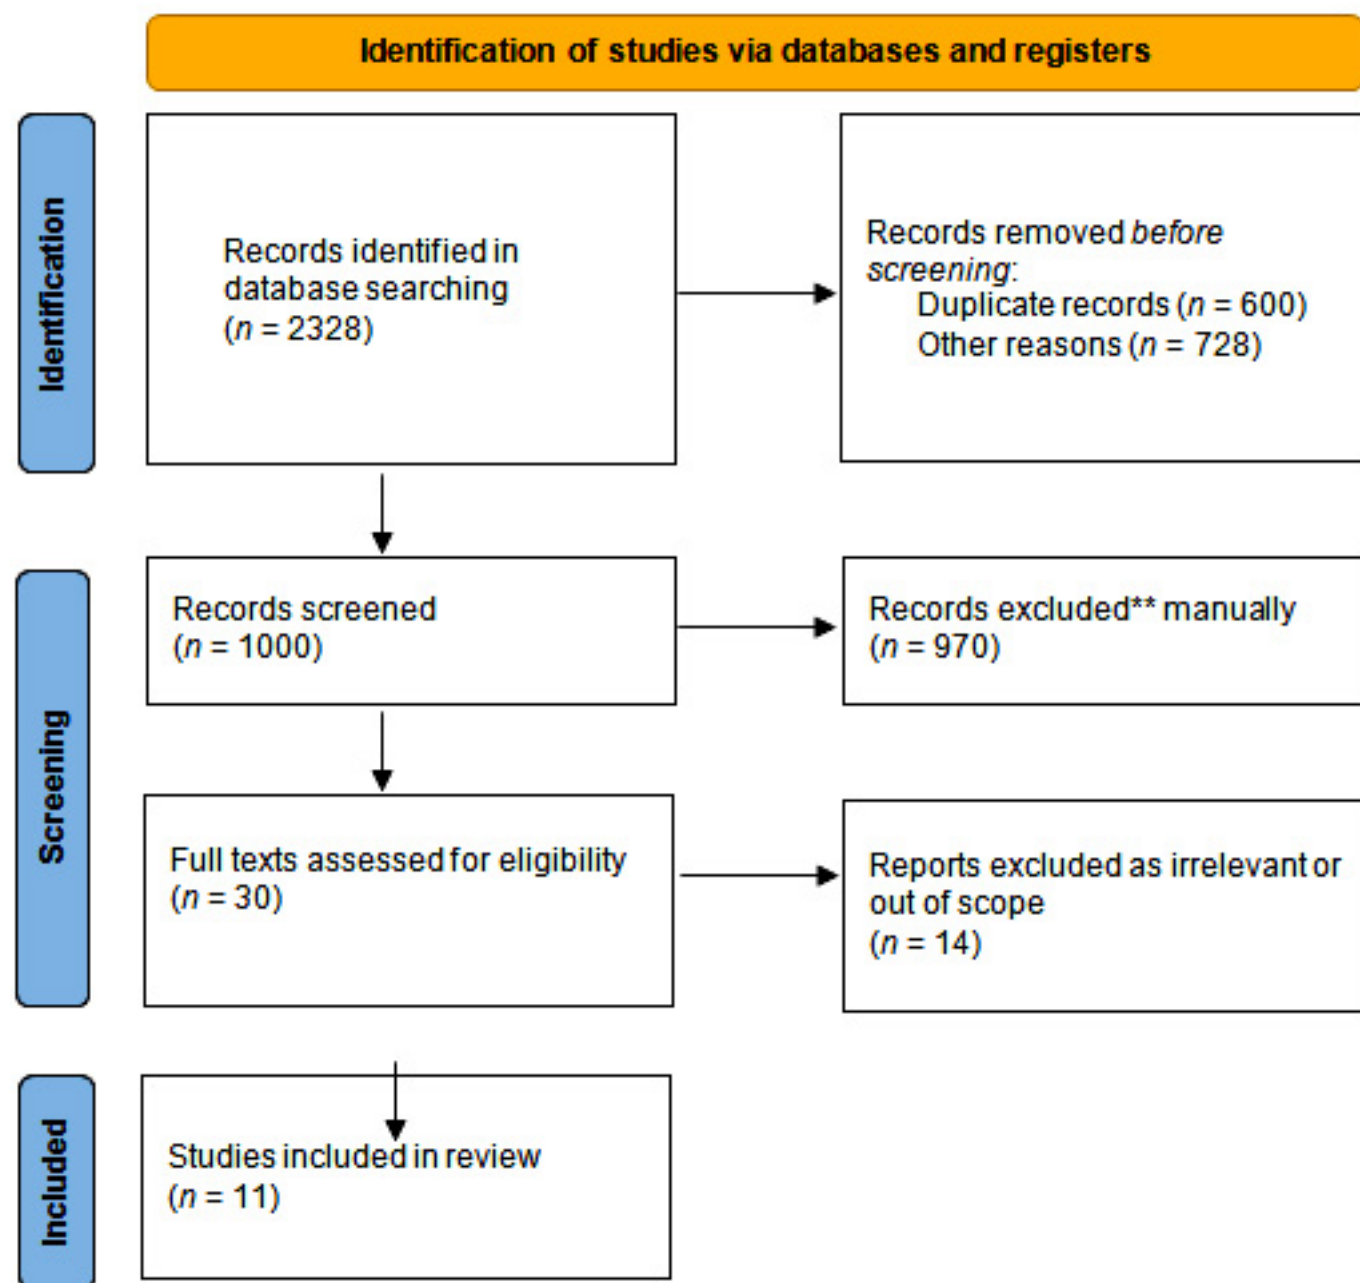 Identification of studies via databases and registers
Identification
Records identified in
database searching
(n = 2328)
Records removed before
screening:
Duplicate records (n = 600)
Other reasons (n = 728)
Screening
Records screened
(n = 1000)
Records excluded** manually
(n = 970)
Full texts assessed for eligibility
(n = 30)
Reports excluded as irrelevant or
out of scope
(n = 14)
Included
Studies included in review
(n = 11)